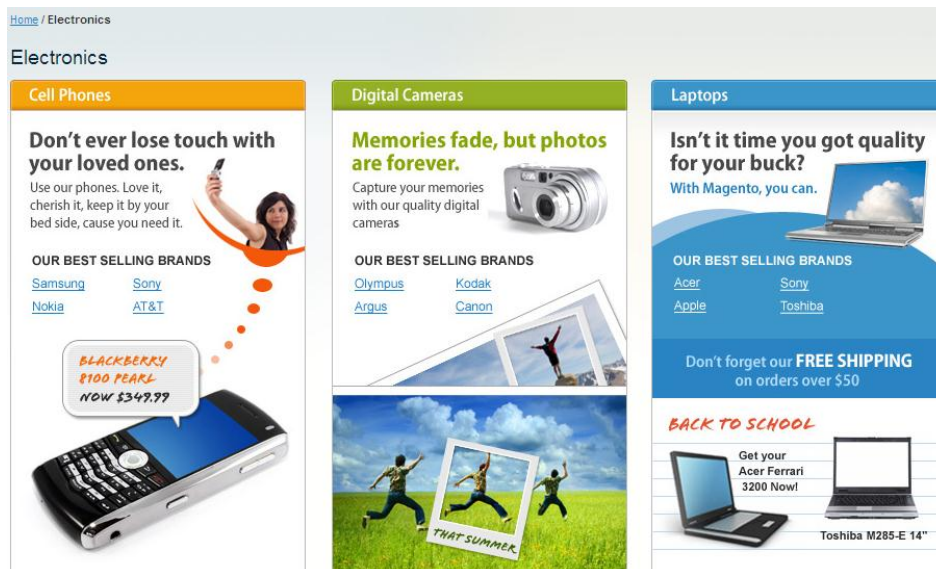 Home / Electronics
Electronics
Cell Phones
Don't ever lose touch with
your loved ones.
Use our phones. Love it,
cherish it, keep it by your
bed side, cause you need it.
OUR BEST SELLING BRANDS
Samsung Sony
Nokia AT&T
BLACKBERRY
8100 PEARL
NOW $349.99
Digital Cameras
Memories fade, but photos
are forever.
Capture your memories
with our quality digital
cameras
OUR BEST SELLING BRANDS
Olympus Kodak
Argus Canon
THAT SUMMER
Laptops
Isn't it time you got quality
for your buck?
With Magento, you can.
OUR BEST SELLING BRANDS
Acer Sony
Apple Toshiba
Don't forget our FREE SHIPPING
on orders over $50
BACK TO SCHOOL
Get your
Acer Ferrari
3200 Now!
Toshiba M285-E 14"